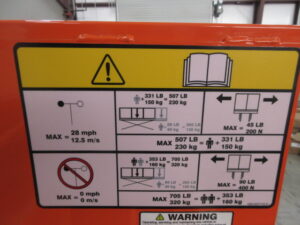 331 LB 507 LB
150 kg 230 kg
MAX = 28 mph
12.5 m/s
MAX = 45 LB
200 N
MAX 507 LB = + 331 LB
230 kg 150 kg
353 LB 705 LB
160 kg 320 kg
MAX = 0 mph
0 m/s
MAX = 90 LB
400 N
MAX 705 LB = + 353 LB
320 kg 160 kg
WARNING